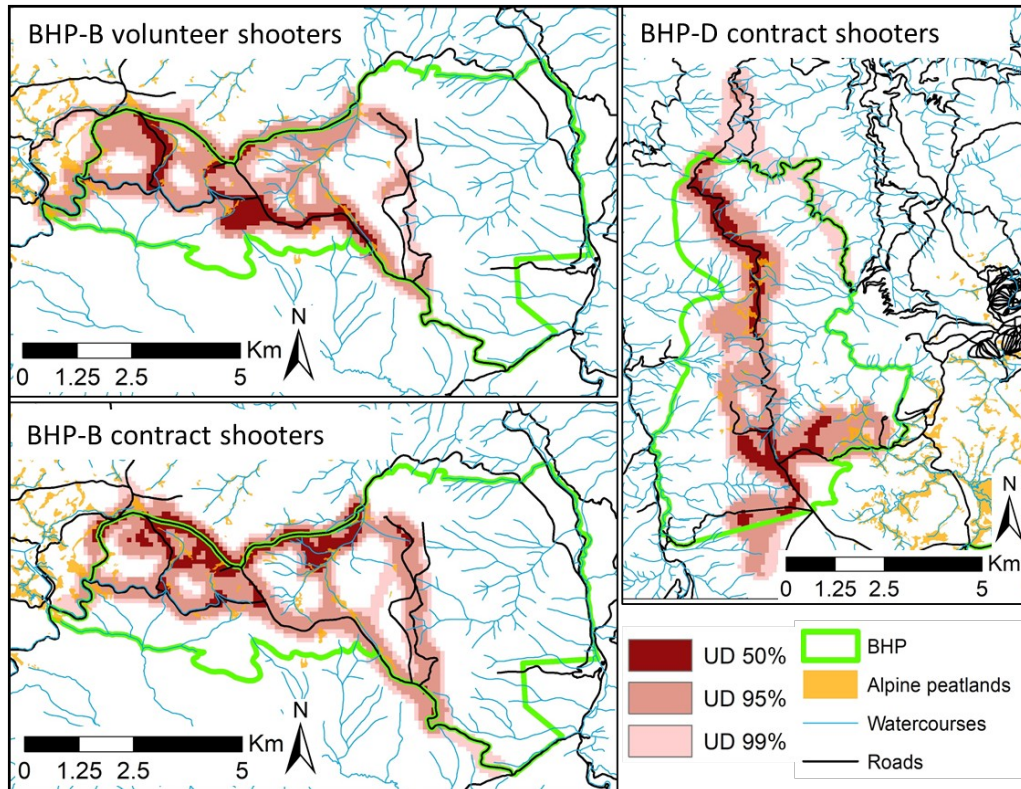 BHP-B volunteer shooters
N
Km
0 1.25 2.5 5
BHP-B contract shooters
N
Km
0 1.25 2.5 5
BHP-D contract shooters
N
Km
0 1.25 2.5 5
UD 50%
UD 95%
UD 99%
BHP
Alpine peatlands
Watercourses
Roads